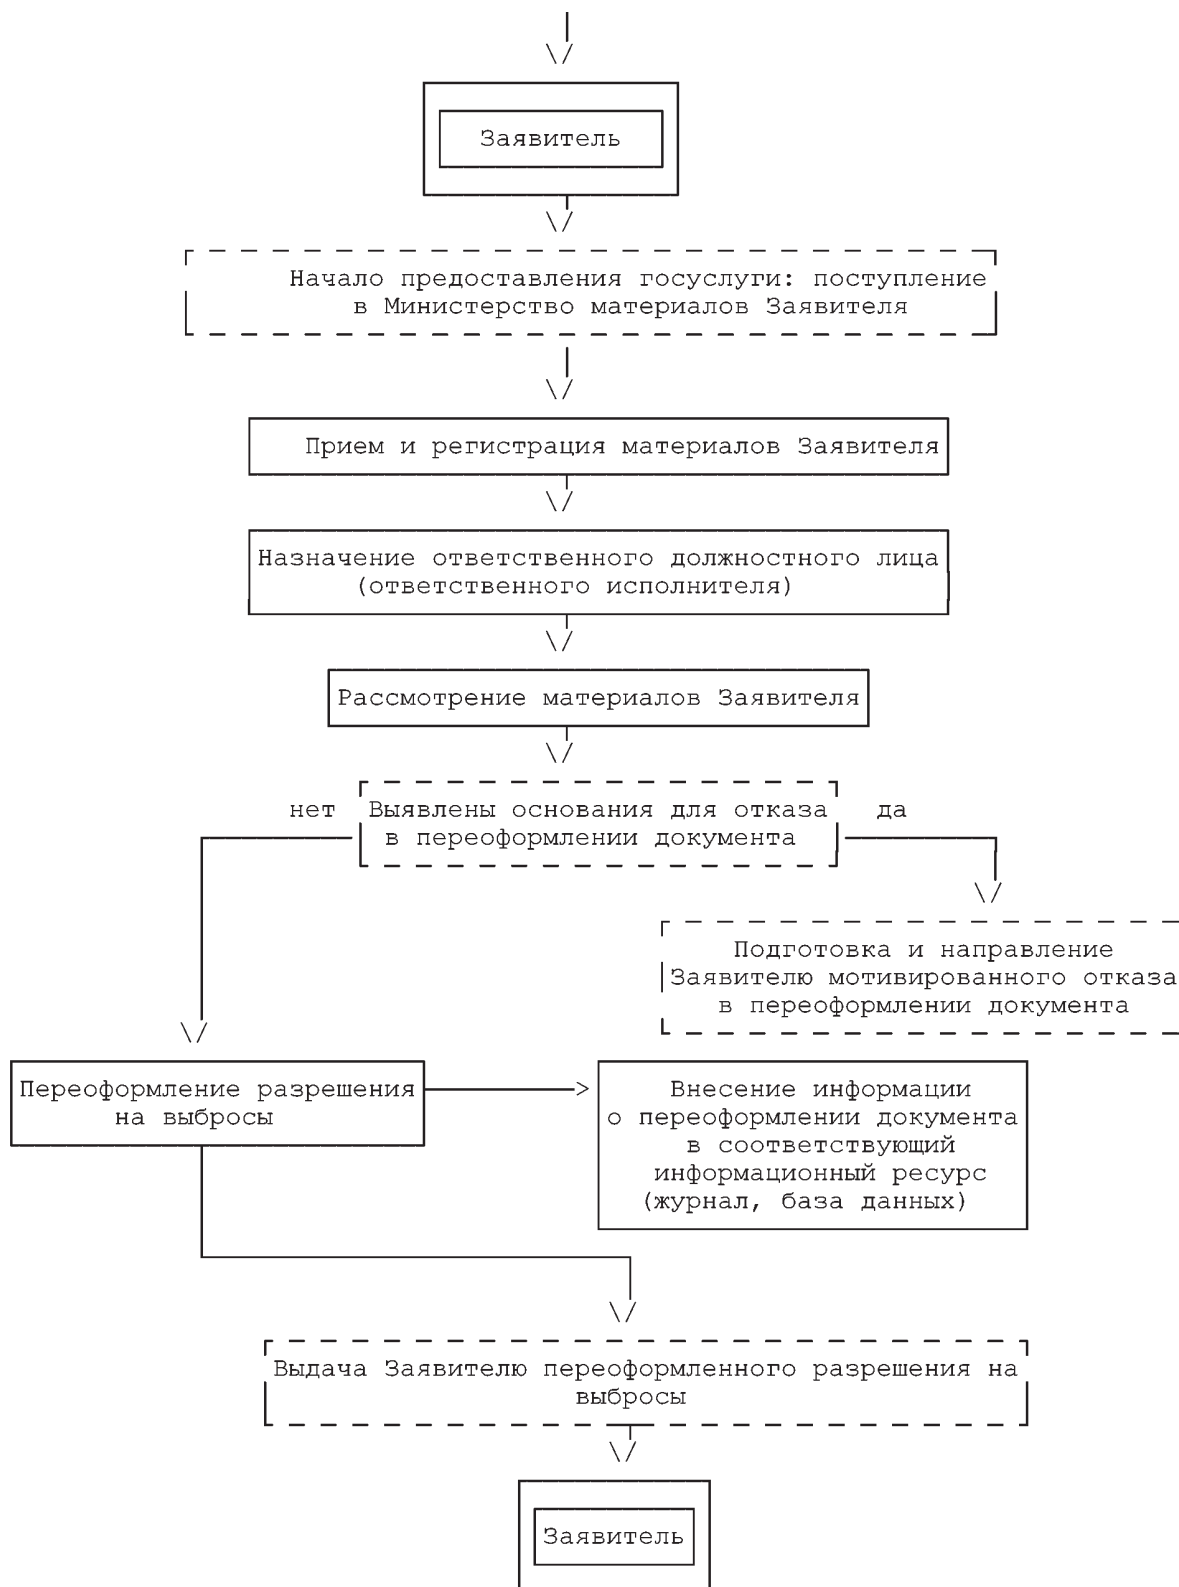 Заявитель
Начало предоставления госуслуги: поступление
в Министерство материалов Заявителя
Прием и регистрация материалов Заявителя
Назначение ответственного должностного лица
(ответственного исполнителя)
Рассмотрение материалов Заявителя
нет Выявлены основания для отказа да
в переоформлении документа
Подготовка и направление
Заявителю мотивированного отказа
в переоформлении документа
Переоформление разрешения
на выбросы
Внесение информации
о переоформлении документа
в соответствующий
информационный ресурс
(журнал, база данных)
Выдача Заявителю переоформленного разрешения на
выбросы
Заявитель